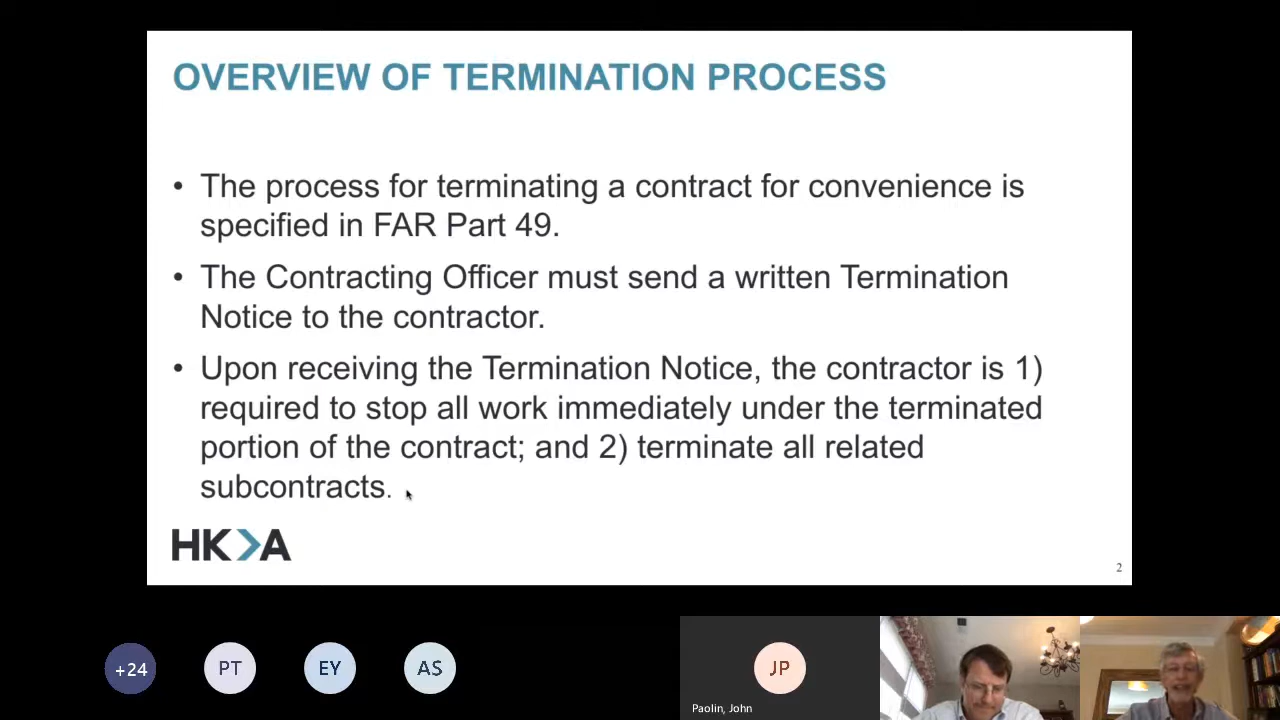 OVERVIEW OF TERMINATION PROCESS
• The process for terminating a contract for convenience is
specified in FAR Part 49.
• The Contracting Officer must send a written Termination
Notice to the contractor.
• Upon receiving the Termination Notice, the contractor is 1)
required to stop all work immediately under the terminated
portion of the contract; and 2) terminate all related
subcontracts.
HKA
2
+24
PT
EY
AS
JP
Paolin, John